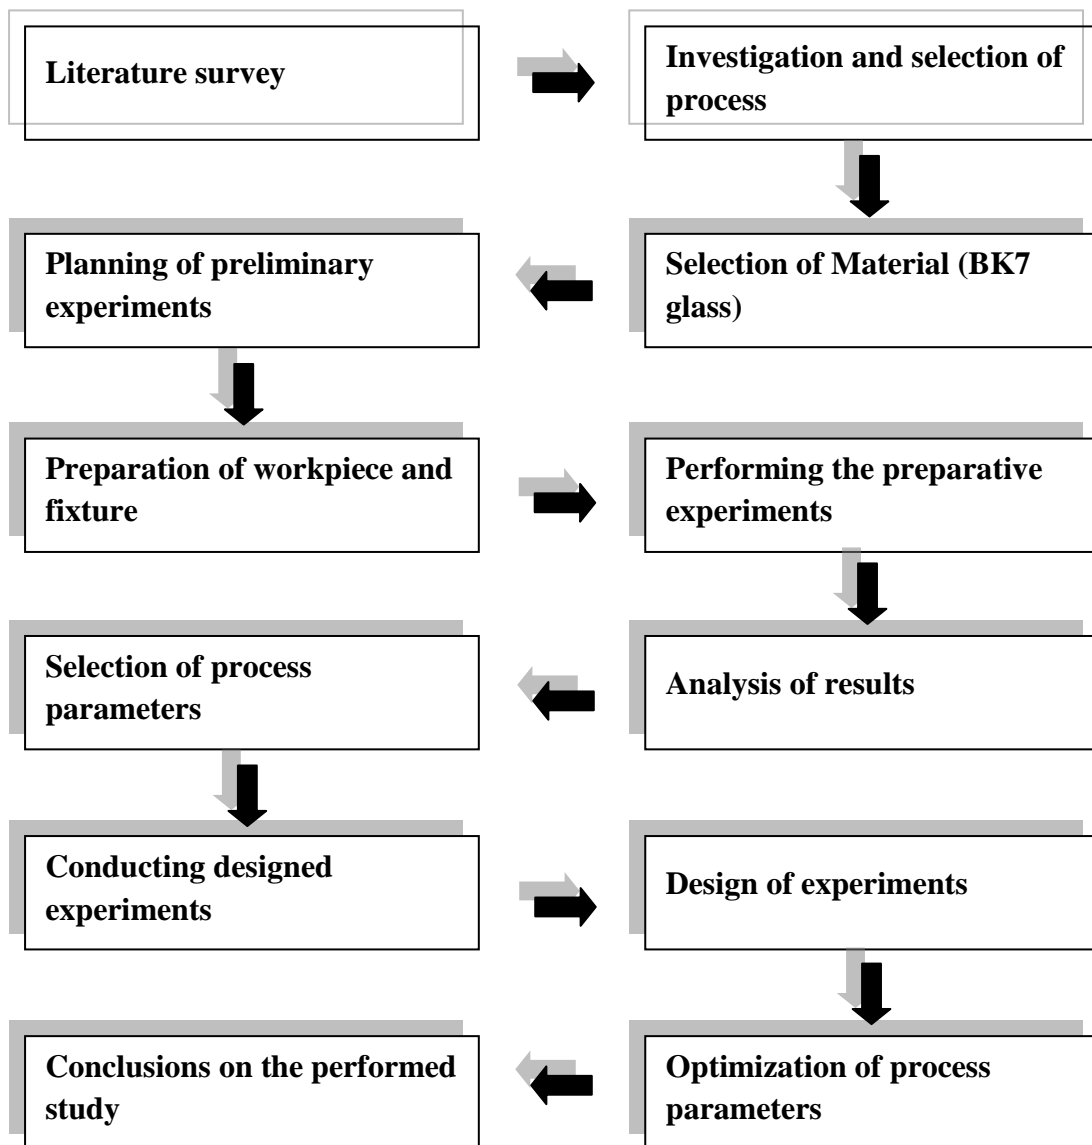 Literature survey
Investigation and selection of
process
Planning of preliminary
experiments
Selection of Material (BK7
glass)
Preparation of workpiece and
fixture
Performing the preparative
experiments
Selection of process
parameters
Analysis of results
Conducting designed
experiments
Design of experiments
Conclusions on the performed
study
Optimization of process
parameters